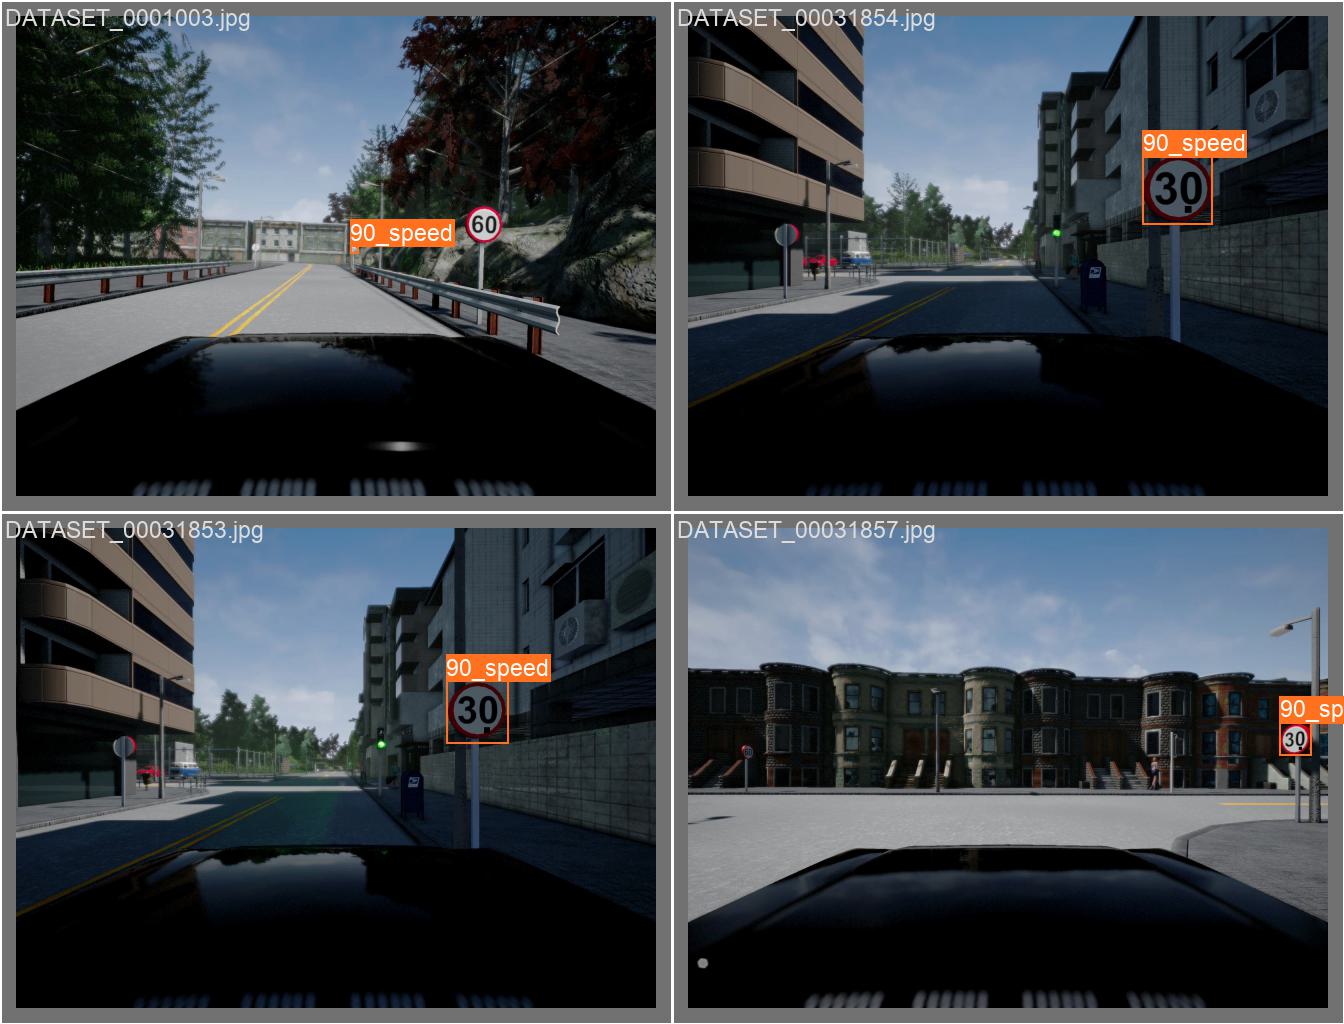 DATASET_0001003.jpg
90_speed
60
DATASET_00031854.jpg
90_speed
30
DATASET_00031853.jpg
90_speed
30
DATASET_00031857.jpg
90_sp
30